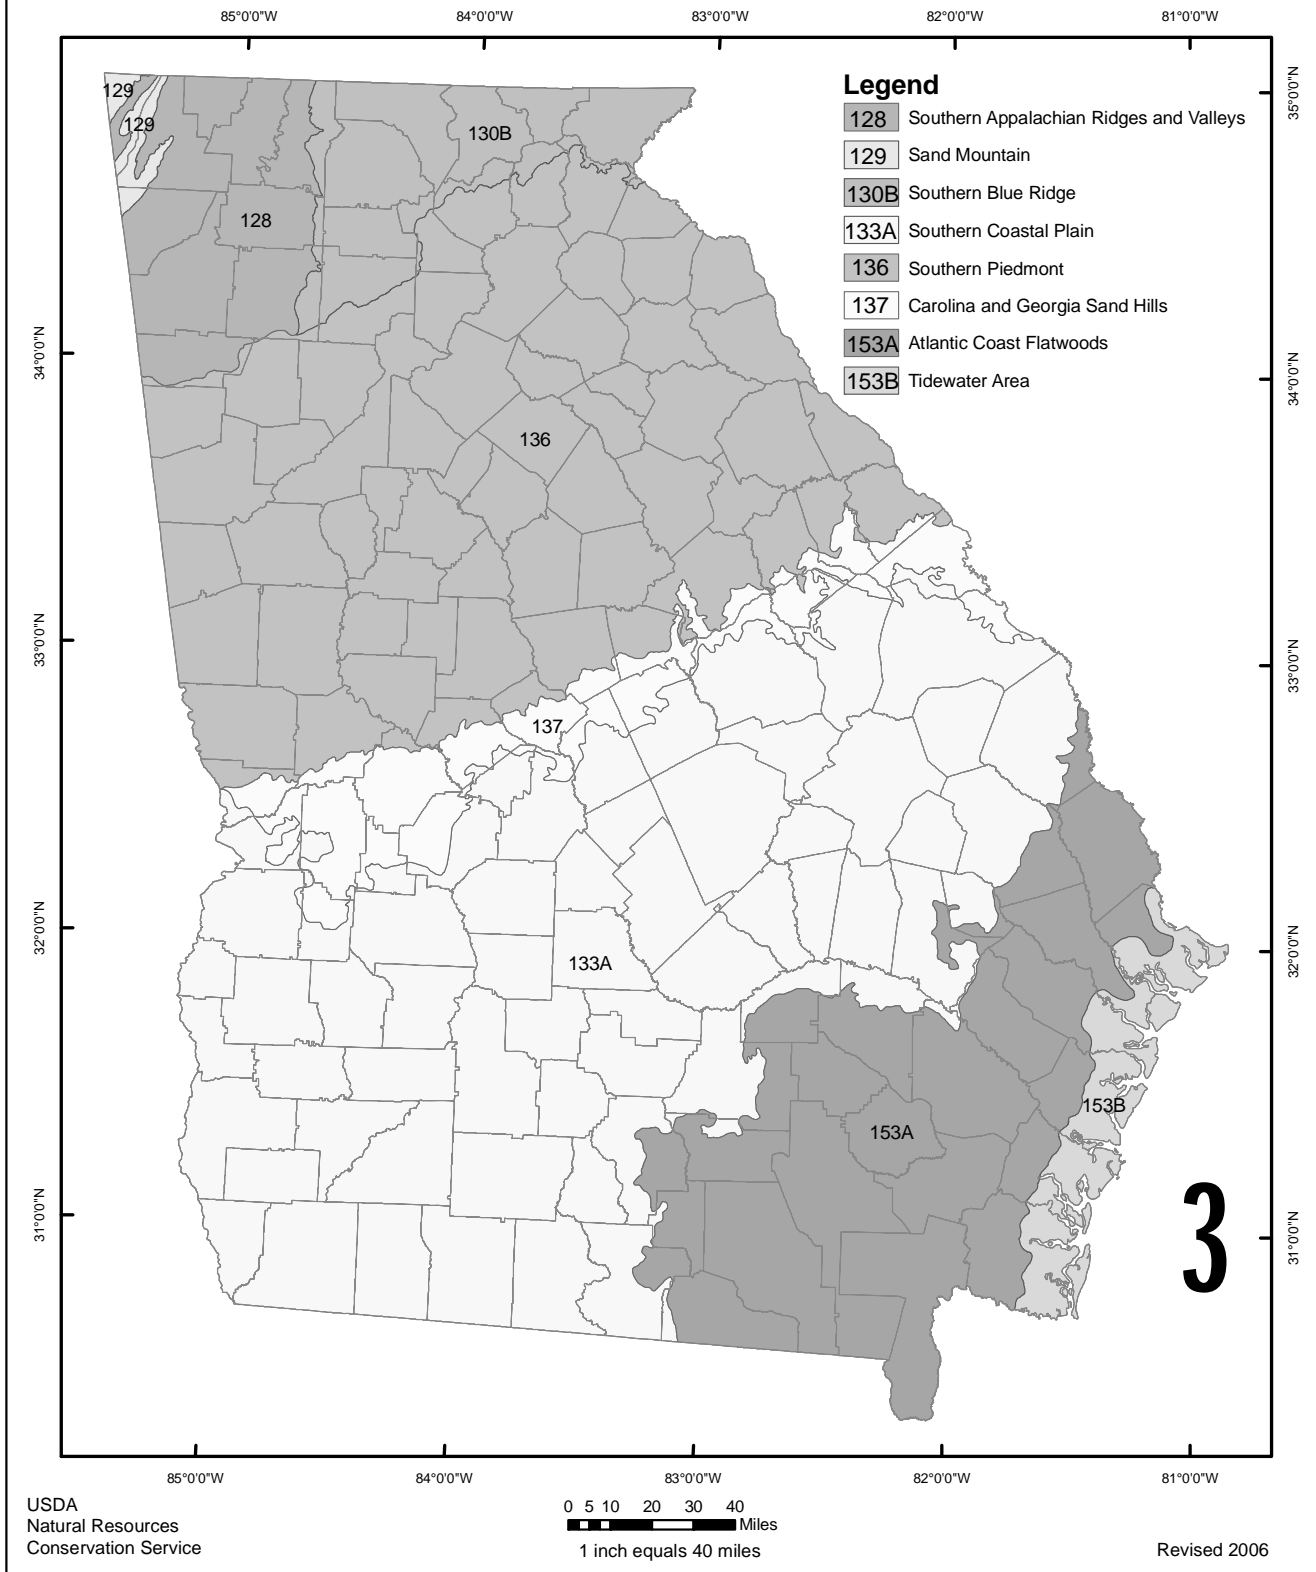 85°0'0"W 84°0'0"W 83°0'0"W 82°0'0"W 81°0'0"W
35°0'0"N
34°0'0"N
34°0'0"N
33°0'0"N
33°0'0"N
32°0'0"N
32°0'0"N
31°0'0"N
31°0'0"N
Legend
128 Southern Appalachian Ridges and Valleys
129 Sand Mountain
130B Southern Blue Ridge
133A Southern Coastal Plain
136 Southern Piedmont
137 Carolina and Georgia Sand Hills
153A Atlantic Coast Flatwoods
153B Tidewater Area
129
129
130B
128
136
137
133A
153B
153A
3
85°0'0"W 84°0'0"W 83°0'0"W 82°0'0"W 81°0'0"W
USDA
Natural Resources
Conservation Service
0 5 10 20 30 40
Miles
1 inch equals 40 miles
Revised 2006